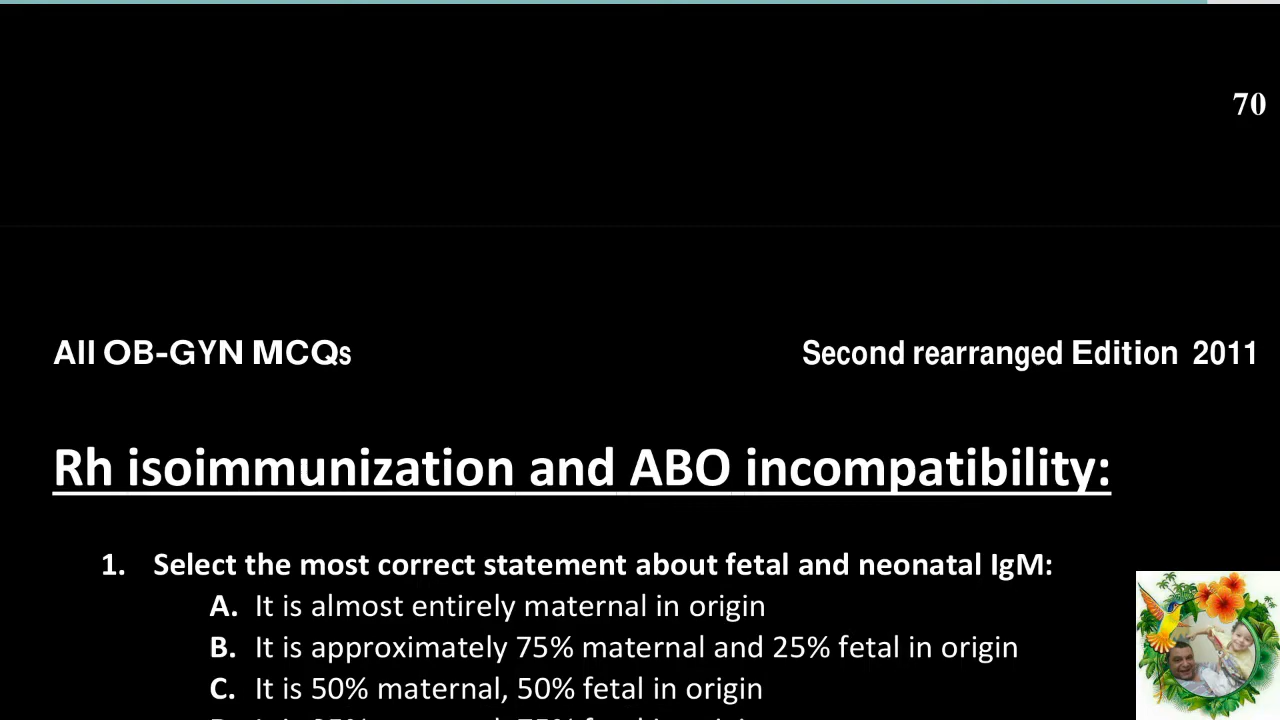 70
All OB-GYN MCQs Second rearranged Edition 2011
Rh isoimmunization and ABO incompatibility:
1. Select the most correct statement about fetal and neonatal IgM:
A. It is almost entirely maternal in origin
B. It is approximately 75% maternal and 25% fetal in origin
C. It is 50% maternal, 50% fetal in origin